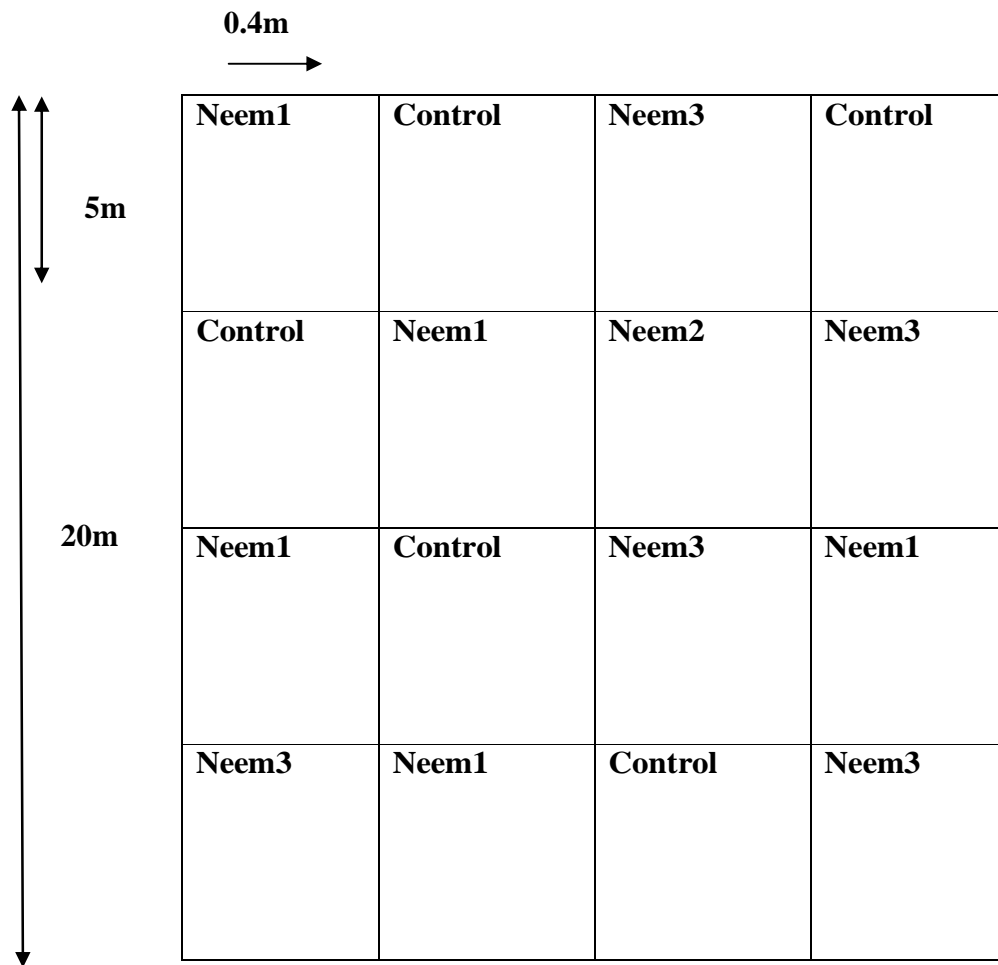 0.4m
Neem1 Control Neem3 Control
5m
Control Neem1 Neem2 Neem3
20m
Neem1 Control Neem3 Neem1
Neem3 Neem1 Control Neem3